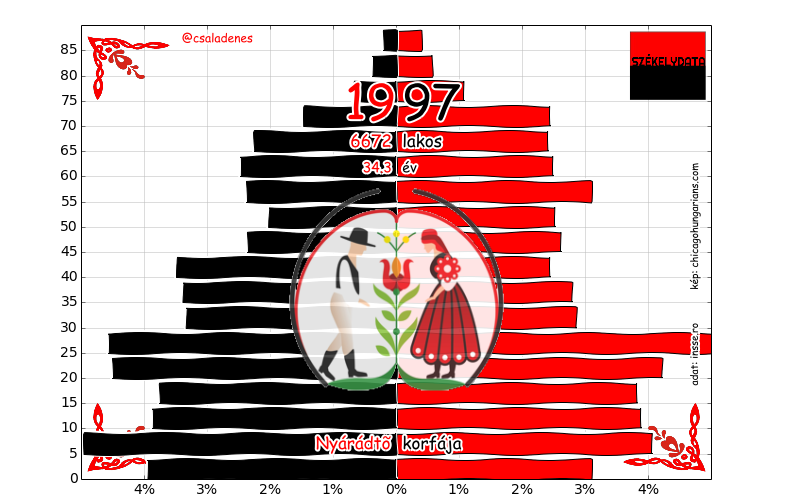 @csaladenes
SZÉKELYDATA
1997
6672 lakos
34.3 év
kép: chicagohungarians.com
adat: insse.ro
Nyárádtõ korfája
85
80
75
70
65
60
55
50
45
40
35
30
25
20
15
10
5
0
4% 3% 2% 1% 0% 1% 2% 3% 4%